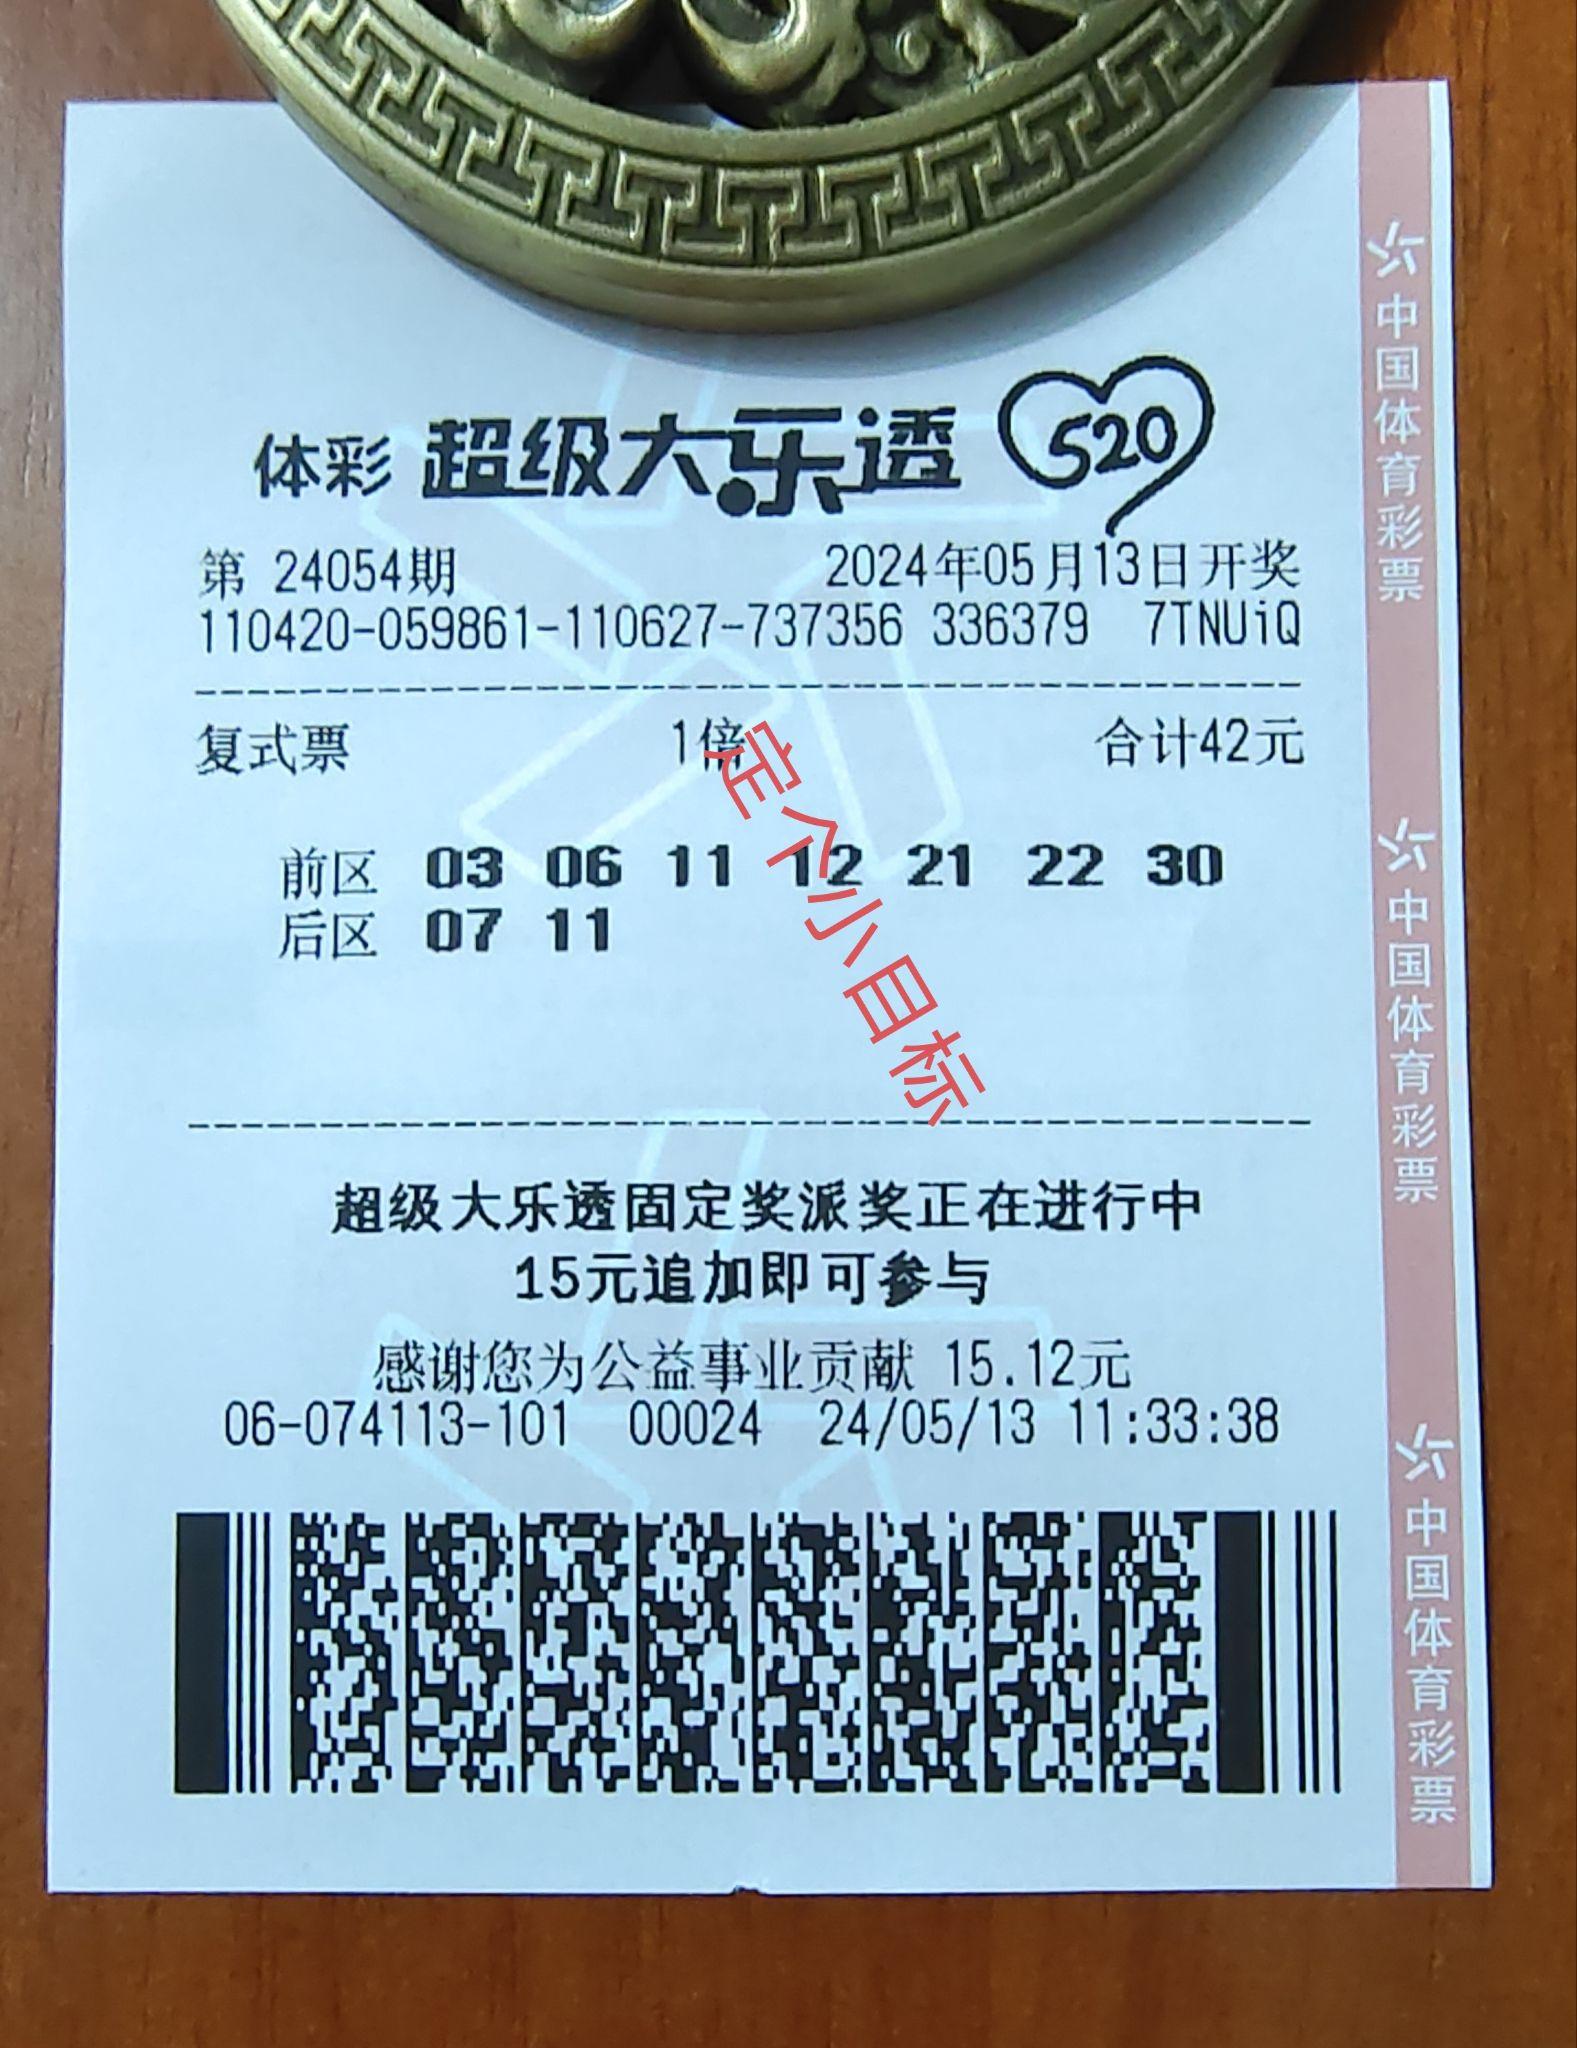 体彩 超级大乐透 520
第 24054期 2024年05月13日开奖
110420-059861-110627-737356 336379 7TNUiQ
复式票 1倍 合计42元
前区 03 06 11 12 21 22 30
后区 07 11
定个小目标
超级大乐透固定奖派奖正在进行中
15元追加即可参与
感谢您为公益事业贡献 15.12元
06-074113-101 00024 24/05/13 11:33:38
中国体育彩票
中国体育彩票
中国体育彩票